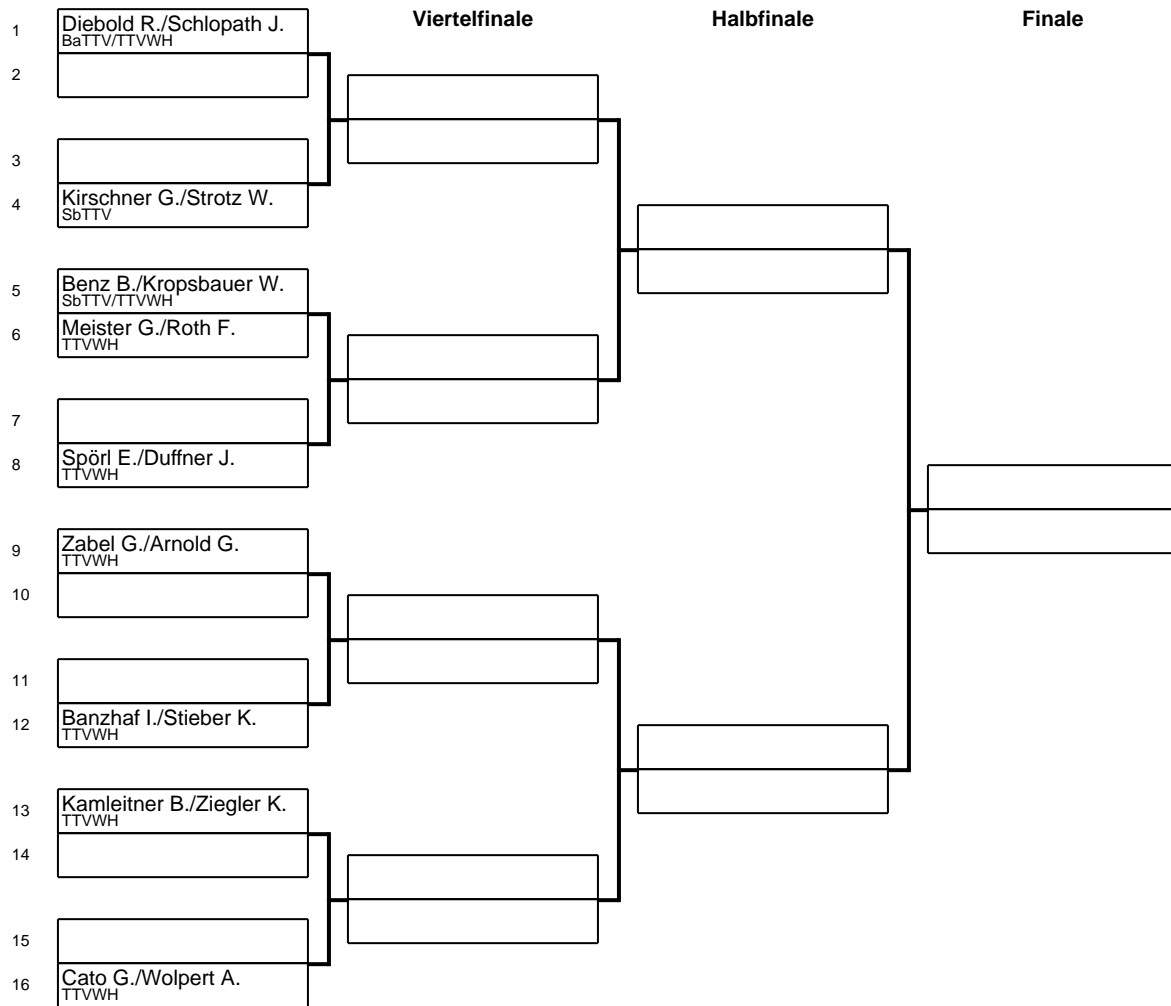 Viertelfinale Halbfinale Finale
1 Diebold R./Schlopath J.
BaTTV/TTVWH
2
3
4 Kirschner G./Strotz W.
SbTTV
5 Benz B./Kropsbauer W.
SbTTV/TTVWH
6 Meister G./Roth F.
TTVWH
7
8 Spörl E./Duffner J.
TTVWH
9 Zabel G./Arnold G.
TTVWH
10
11
12 Banzhaf I./Stieber K.
TTVWH
13 Kamleitner B./Ziegler K.
TTVWH
14
15
16 Cato G./Wolpert A.
TTVWH